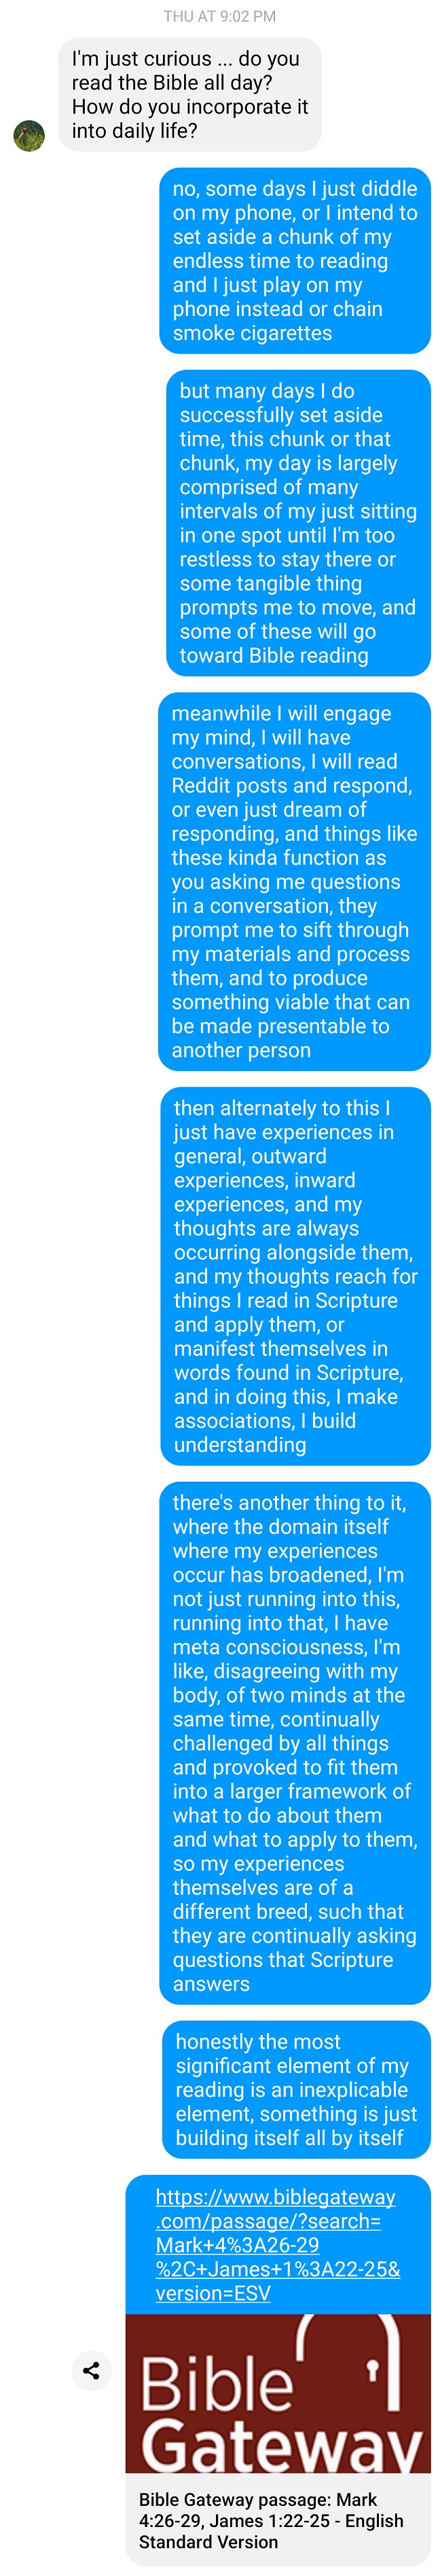 THU AT 9:02 PM
I'm just curious ... do you
read the Bible all day?
How do you incorporate it
into daily life?
no, some days I just diddle
on my phone, or I intend to
set aside a chunk of my
endless time to reading
and I just play on my
phone instead or chain
smoke cigarettes
but many days I do
successfully set aside
time, this chunk or that
chunk, my day is largely
comprised of many
intervals of my just sitting
in one spot until I'm too
restless to stay there or
some tangible thing
prompts me to move, and
some of these will go
toward Bible reading
meanwhile I will engage
my mind, I will have
conversations, I will read
Reddit posts and respond,
or even just dream of
responding, and things like
these kinda function as
you asking me questions
in a conversation, they
prompt me to sift through
my materials and process
them, and to produce
something viable that can
be made presentable to
another person
then alternately to this I
just have experiences in
general, outward
experiences, inward
experiences, and my
thoughts are always
occurring alongside them,
and my thoughts reach for
things I read in Scripture
and apply them, or
manifest themselves in
words found in Scripture,
and in doing this, I make
associations, I build
understanding
there's another thing to it,
where the domain itself
where my experiences
occur has broadened, I'm
not just running into this,
running into that, I have
meta consciousness, I'm
like, disagreeing with my
body, of two minds at the
same time, continually
challenged by all things
and provoked to fit them
into a larger framework of
what to do about them
and what to apply to them,
so my experiences
themselves are of a
different breed, such that
they are continually asking
questions that Scripture
answers
honestly the most
significant element of my
reading is an inexplicable
element, something is just
building itself all by itself
https://www.biblegateway
.com/passage/?search=
Mark+4%3A26-29
%2C+James+1%3A22-25&
version=ESV
Bible
Gateway
Bible Gateway passage: Mark
4:26-29, James 1:22-25 - English
Standard Version